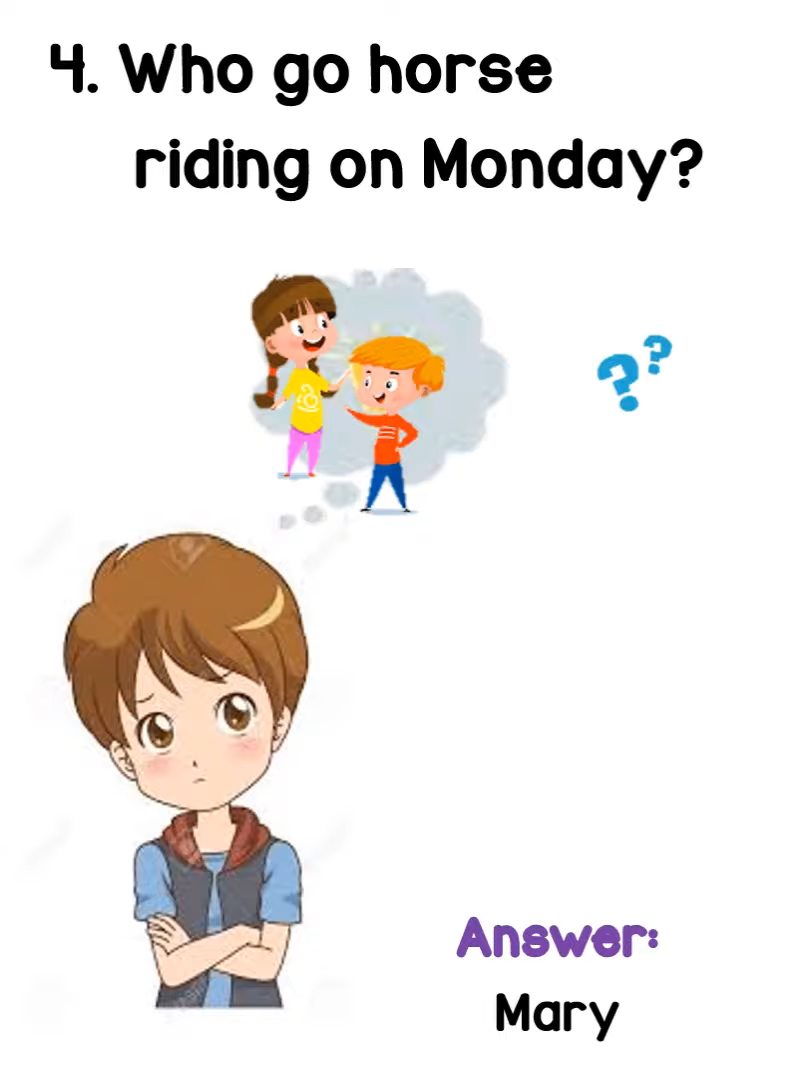 4. Who go horse
riding on Monday?
? ?
Answer:
Mary